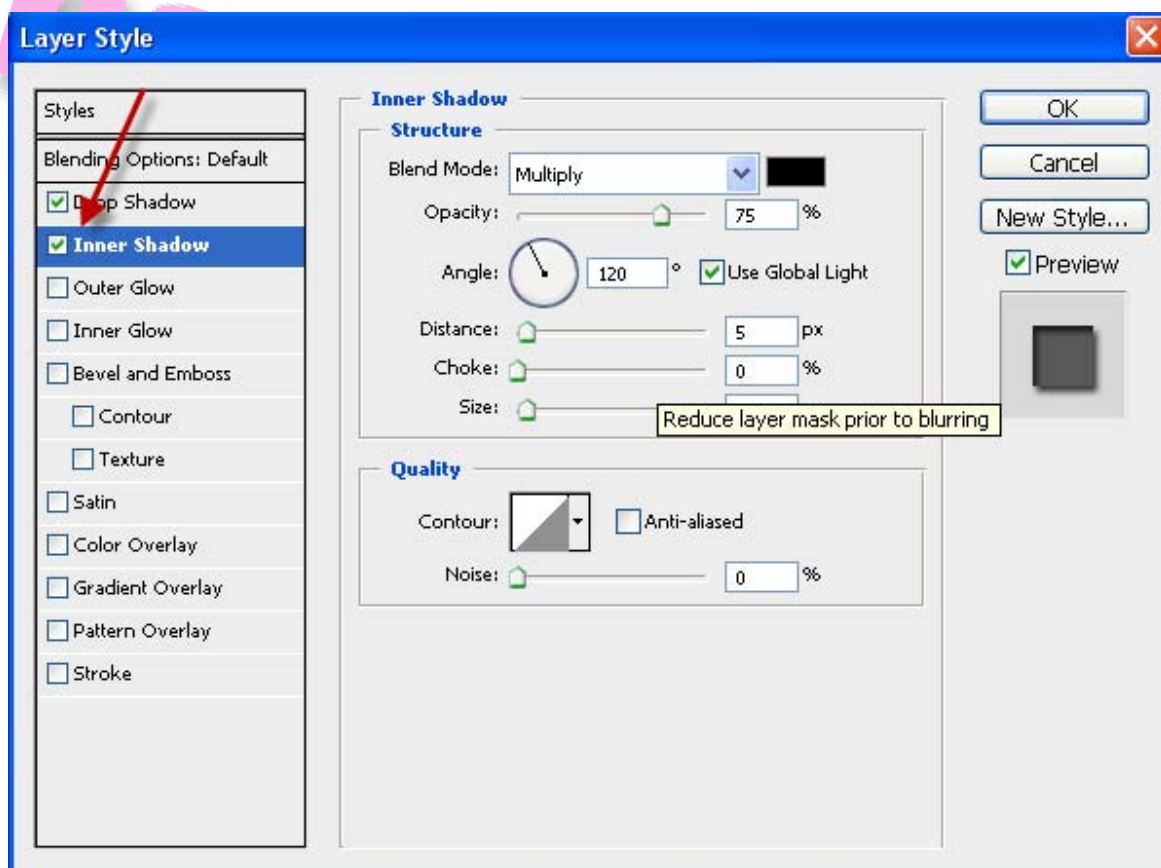 Layer Style
Styles
Blending Options: Default
Drop Shadow
Inner Shadow
Outer Glow
Inner Glow
Bevel and Emboss
Contour
Texture
Satin
Color Overlay
Gradient Overlay
Pattern Overlay
Stroke
Inner Shadow
Structure
Blend Mode: Multiply
Opacity: 75 %
Angle: 120 ° Use Global Light
Distance: 5 px
Choke: 0 %
Size:
Reduce layer mask prior to blurring
Quality
Contour: Anti-aliased
Noise: 0 %
OK
Cancel
New Style...
Preview